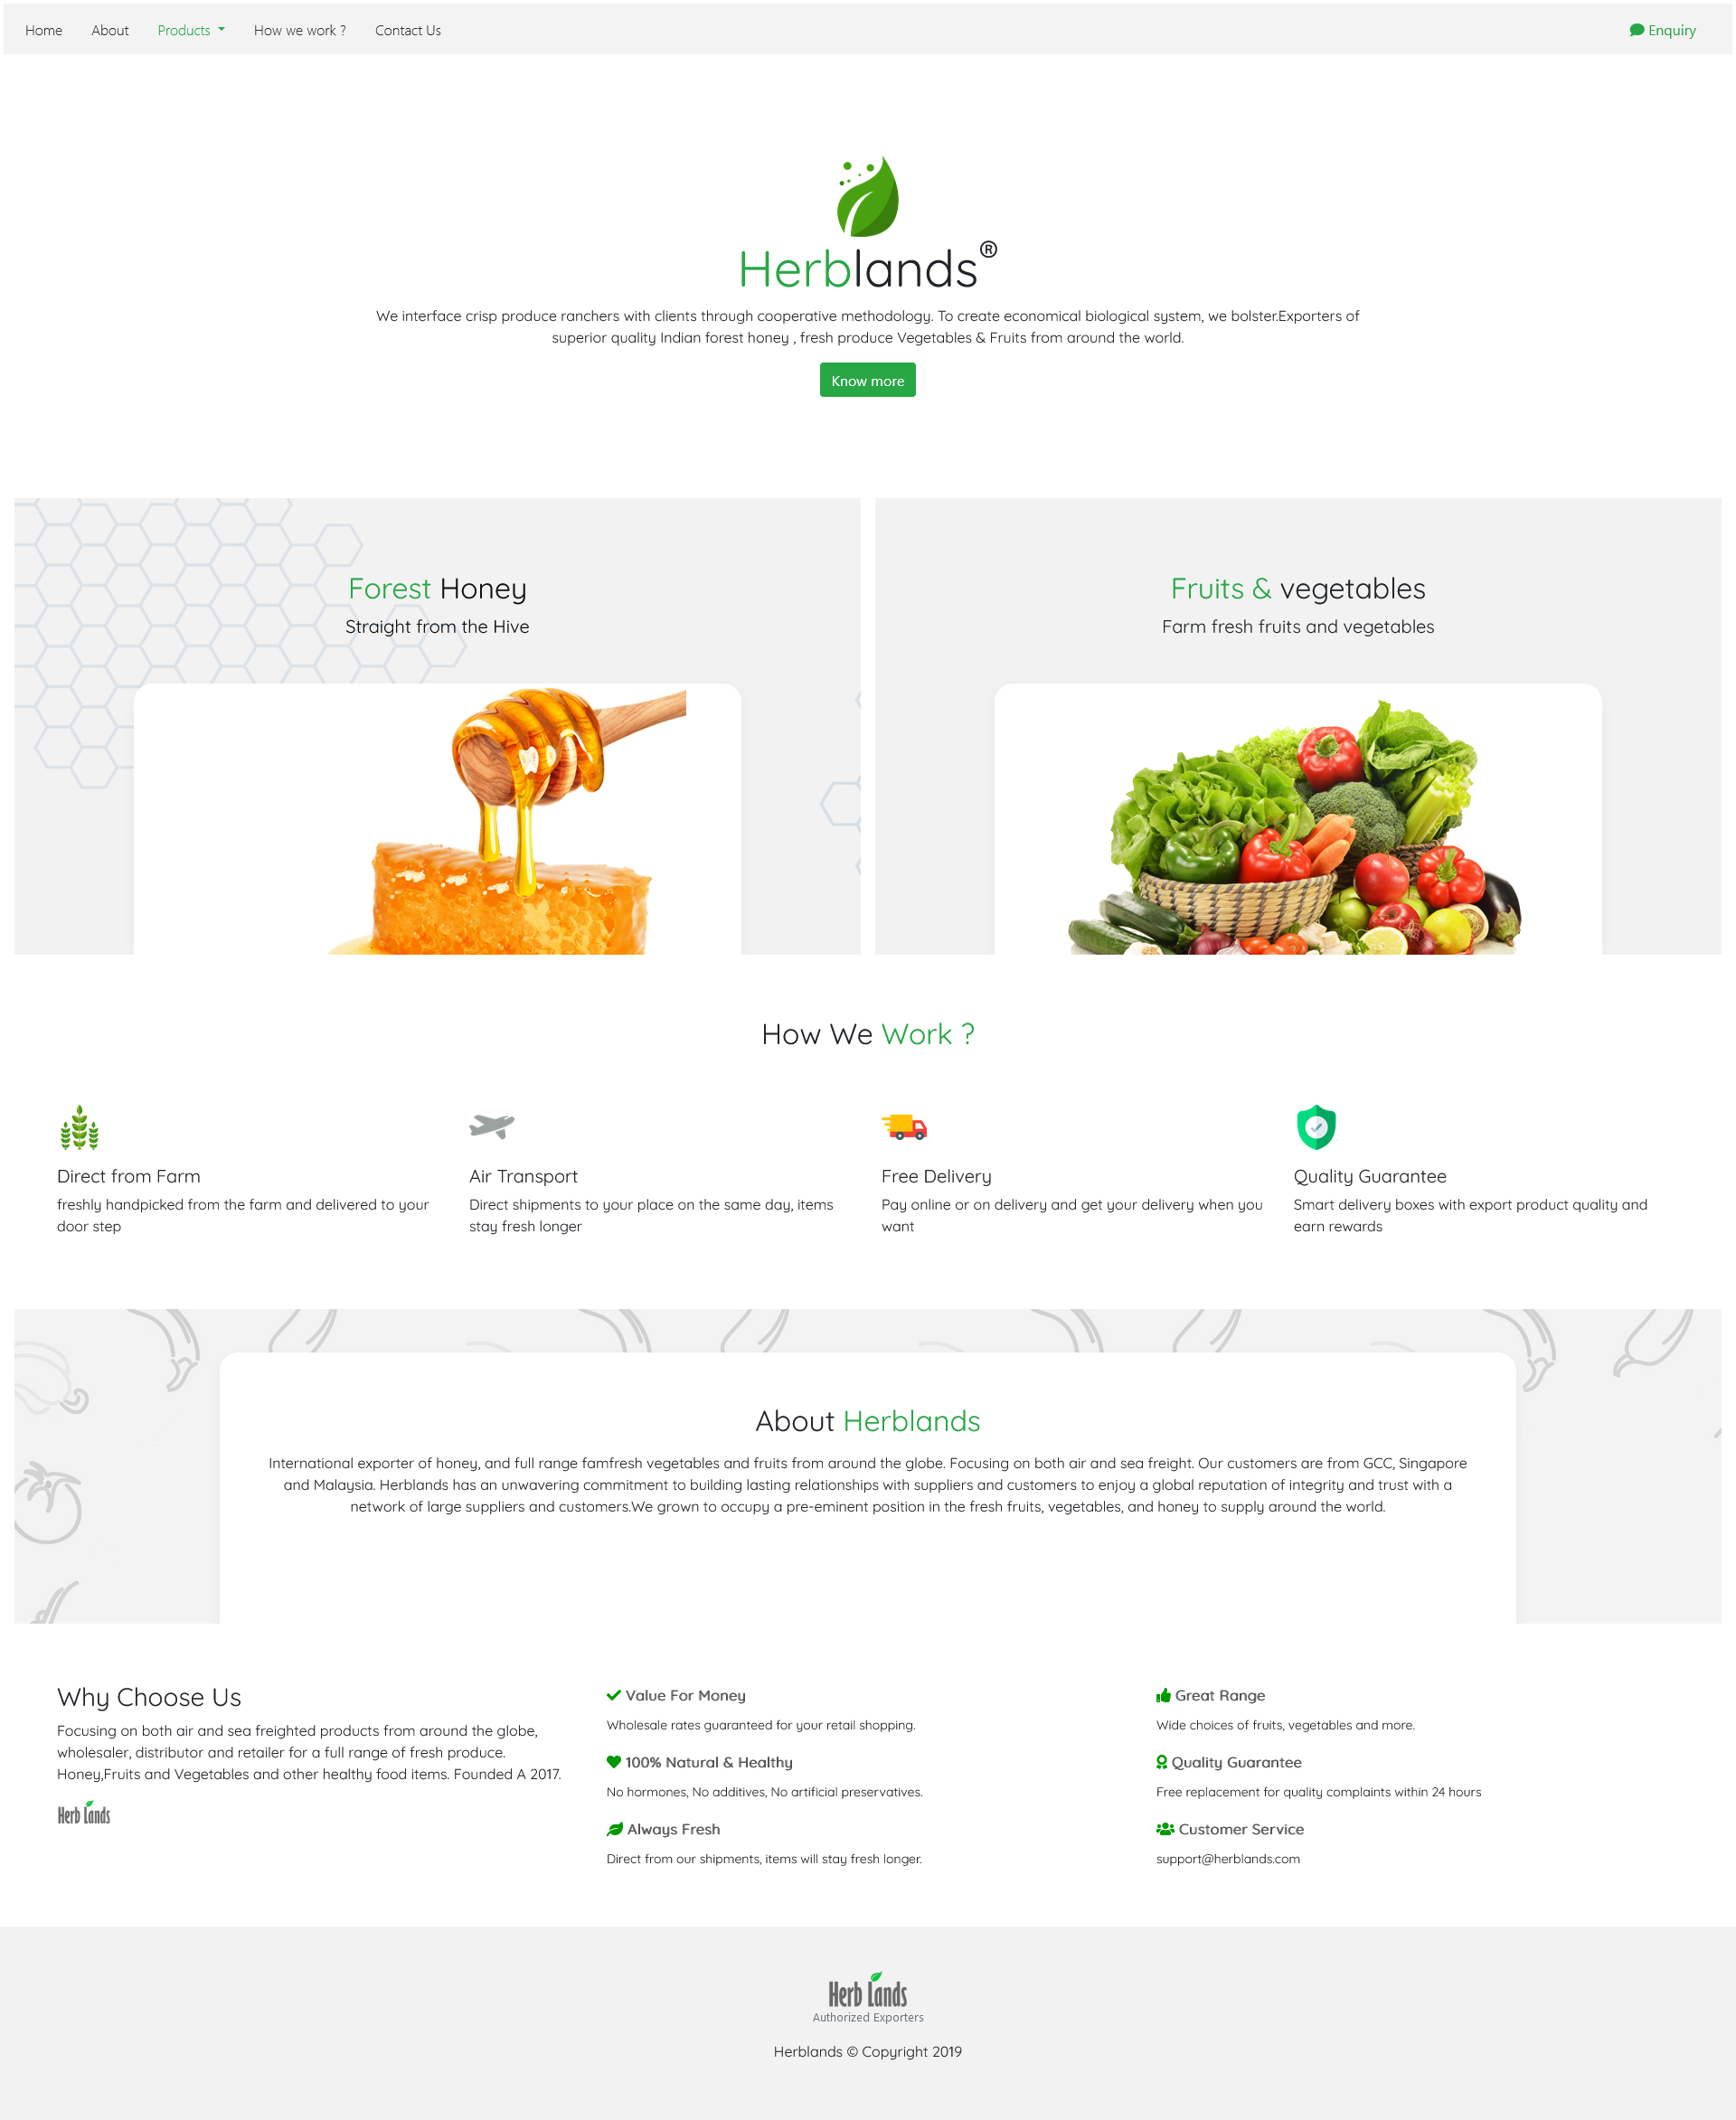 Home About Products How we work ? Contact Us Enquiry
Herblands®
We interface crisp produce ranchers with clients through cooperative methodology. To create economical biological system, we bolster.Exporters of
superior quality Indian forest honey , fresh produce Vegetables & Fruits from around the world.
Know more
Forest Honey
Straight from the Hive
Fruits & vegetables
Farm fresh fruits and vegetables
How We Work ?
Direct from Farm
freshly handpicked from the farm and delivered to your
door step
Air Transport
Direct shipments to your place on the same day, items
stay fresh longer
Free Delivery
Pay online or on delivery and get your delivery when you
want
Quality Guarantee
Smart delivery boxes with export product quality and
earn rewards
About Herblands
International exporter of honey, and full range famfresh vegetables and fruits from around the globe. Focusing on both air and sea freight. Our customers are from GCC, Singapore
and Malaysia. Herblands has an unwavering commitment to building lasting relationships with suppliers and customers to enjoy a global reputation of integrity and trust with a
network of large suppliers and customers.We grown to occupy a pre-eminent position in the fresh fruits, vegetables, and honey to supply around the world.
Why Choose Us
Focusing on both air and sea freighted products from around the globe,
wholesaler, distributor and retailer for a full range of fresh produce.
Honey,Fruits and Vegetables and other healthy food items. Founded A 2017.
Herb Lands
Value For Money
Wholesale rates guaranteed for your retail shopping.
100% Natural & Healthy
No hormones, No additives, No artificial preservatives.
Always Fresh
Direct from our shipments, items will stay fresh longer.
Great Range
Wide choices of fruits, vegetables and more.
Quality Guarantee
Free replacement for quality complaints within 24 hours
Customer Service
support@herblands.com
Herb Lands
Authorized Exporters
Herblands © Copyright 2019